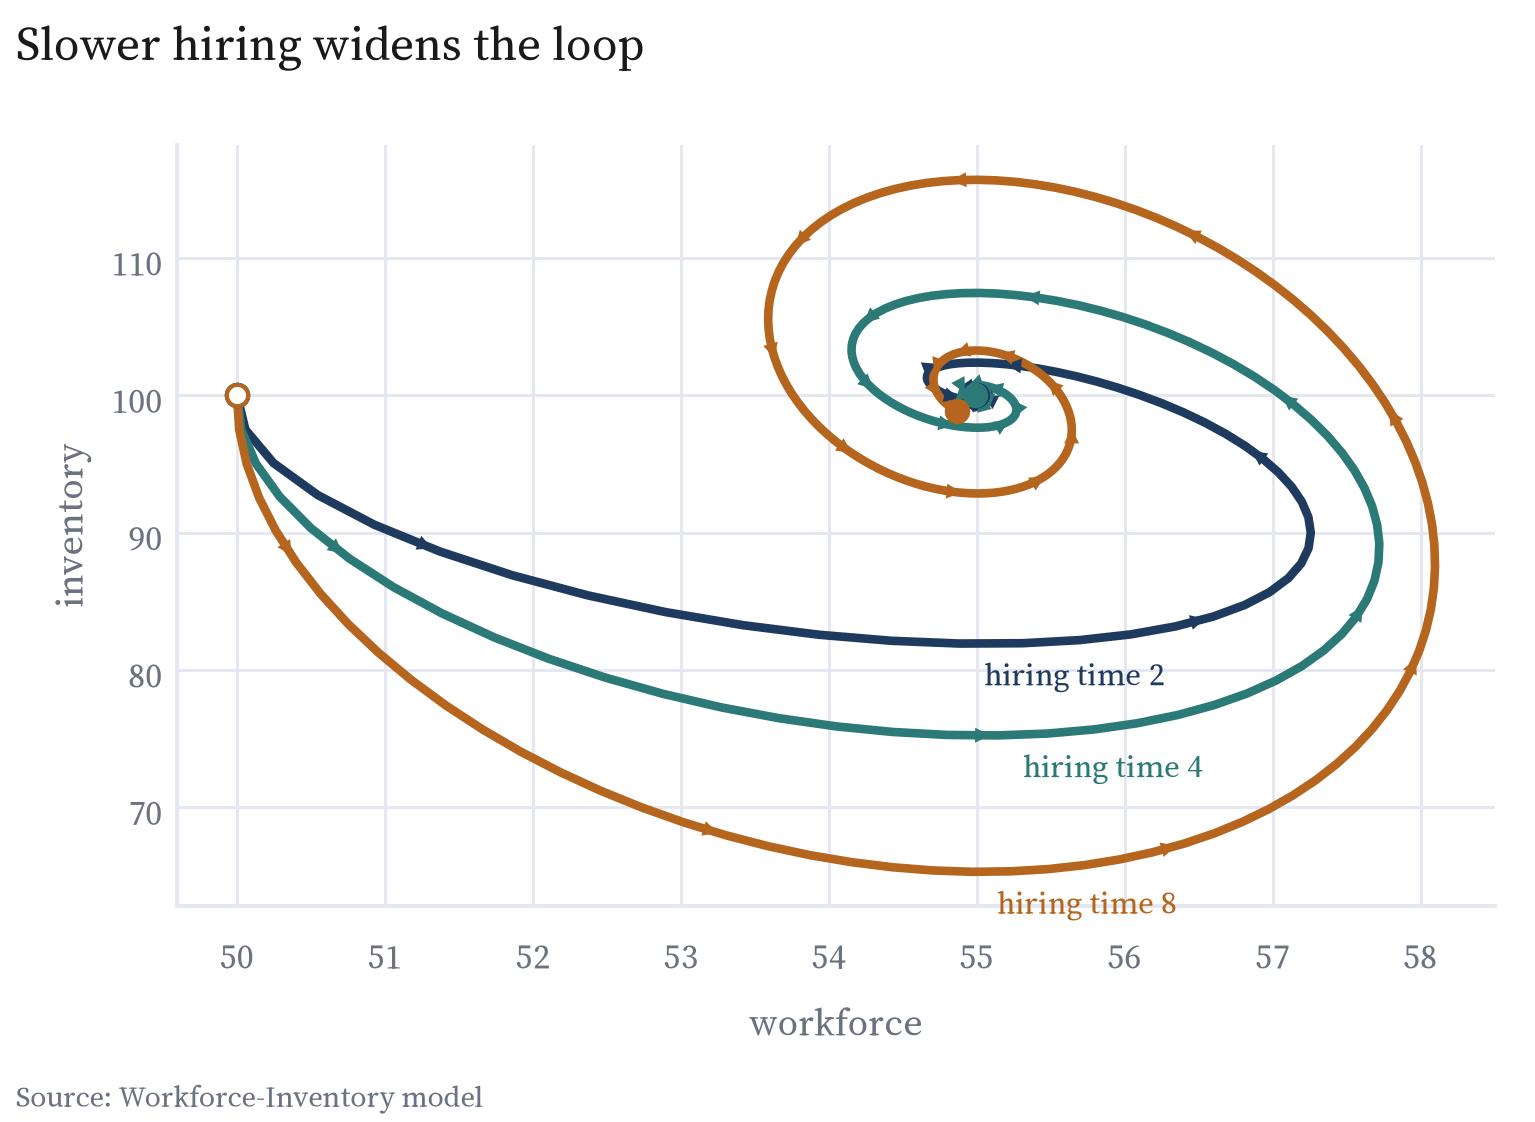 Slower hiring widens the loop
110
100
90
80
70
inventory
hiring time 2
hiring time 4
hiring time 8
50 51 52 53 54 55 56 57 58
workforce
Source: Workforce-Inventory model